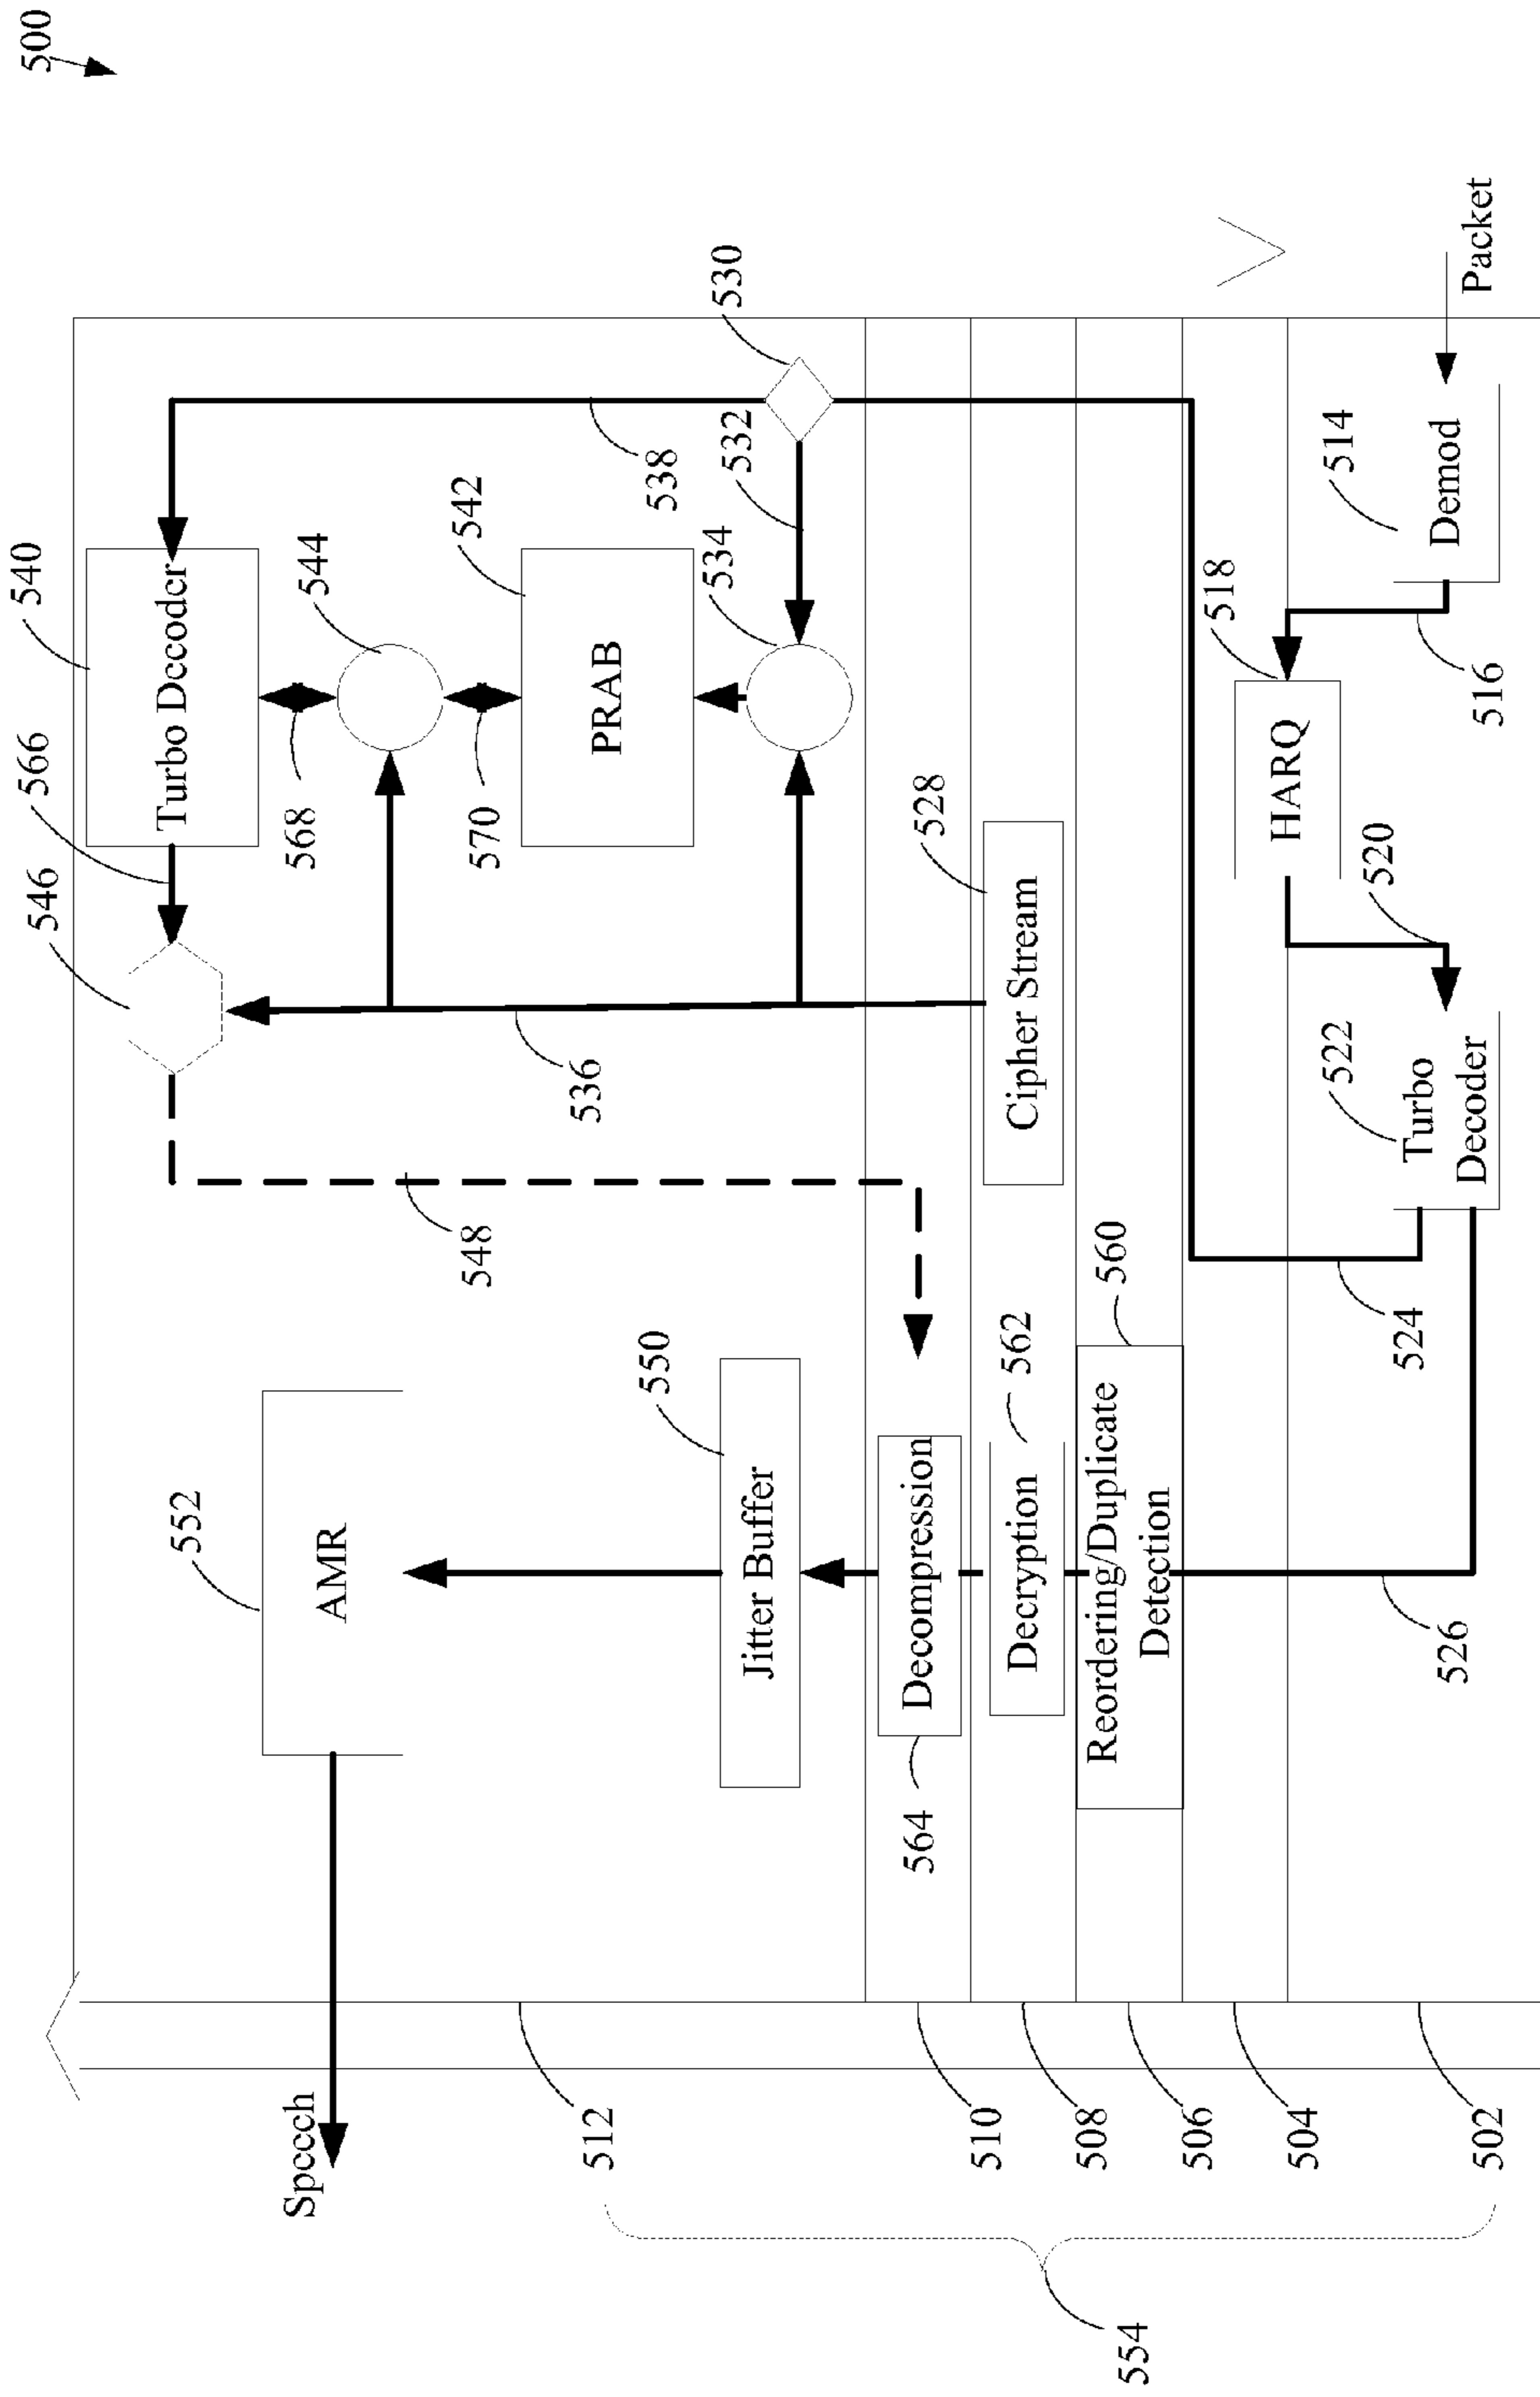 500
540
566
546
Turbo Decoder
552
Speech
568
544
AMR
542
548
570
536
512
PRAB
550
538
534
532
530
Jitter Buffer
564
Decompression
528
510
Decryption
562
Cipher Stream
508
Reordering/Duplicate
Detection
560
554
506
518
HARQ
504
522
514
520
524
Turbo
Decoder
Demod
526
Packet
502
516